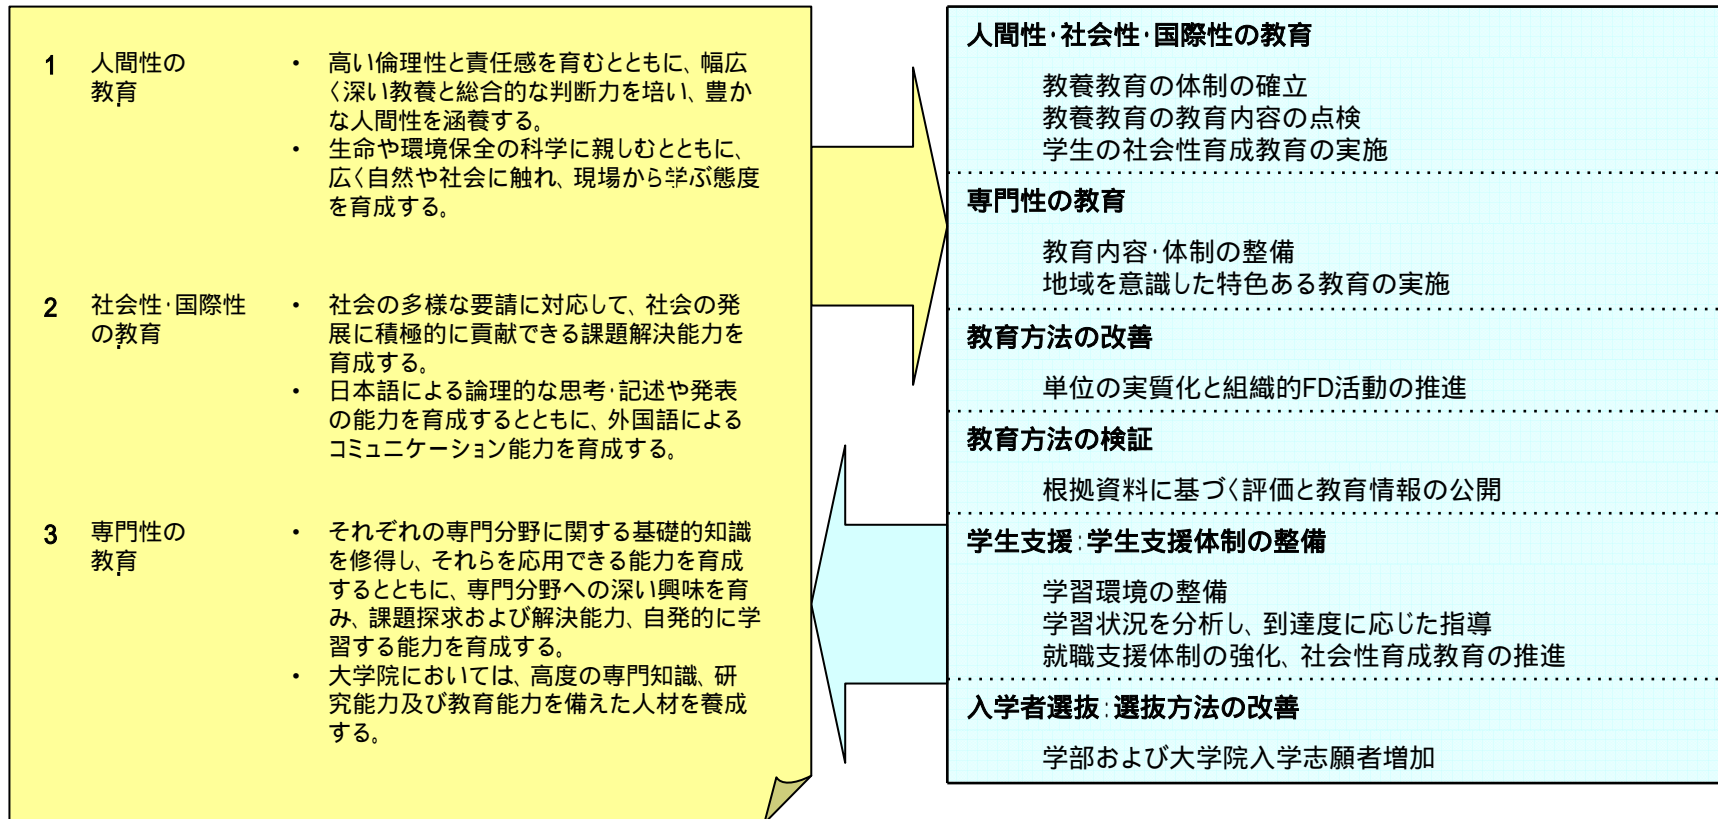 1 人間性の
教育
・ 高い倫理性と責任感を育むとともに、幅広
く深い教養と総合的な判断力を培い、豊か
な人間性を涵養する。
・ 生命や環境保全の科学に親しむとともに、
広く自然や社会に触れ、現場から学ぶ態度
を育成する。
2 社会性・国際性
の教育
・ 社会の多様な要請に対応して、社会の発
展に積極的に貢献できる課題解決能力を
育成する。
・ 日本語による論理的な思考・記述や発表
の能力を育成するとともに、外国語による
コミュニケーション能力を育成する。
3 専門性の
教育
・ それぞれの専門分野に関する基礎的知識
を修得し、それらを応用できる能力を育成
するとともに、専門分野への深い興味を育
み、課題探求および解決能力、自発的に学
習する能力を育成する。
・ 大学院においては、高度の専門知識、研
究能力及び教育能力を備えた人材を養成
する。
人間性・社会性・国際性の教育
教養教育の体制の確立
教養教育の教育内容の点検
学生の社会性育成教育の実施
専門性の教育
教育内容・体制の整備
地域を意識した特色ある教育の実施
教育方法の改善
単位の実質化と組織的FD活動の推進
教育方法の検証
根拠資料に基づく評価と教育情報の公開
学生支援：学生支援体制の整備
学習環境の整備
学習状況を分析し、到達度に応じた指導
就職支援体制の強化、社会性育成教育の推進
入学者選抜：選抜方法の改善
学部および大学院入学志願者増加